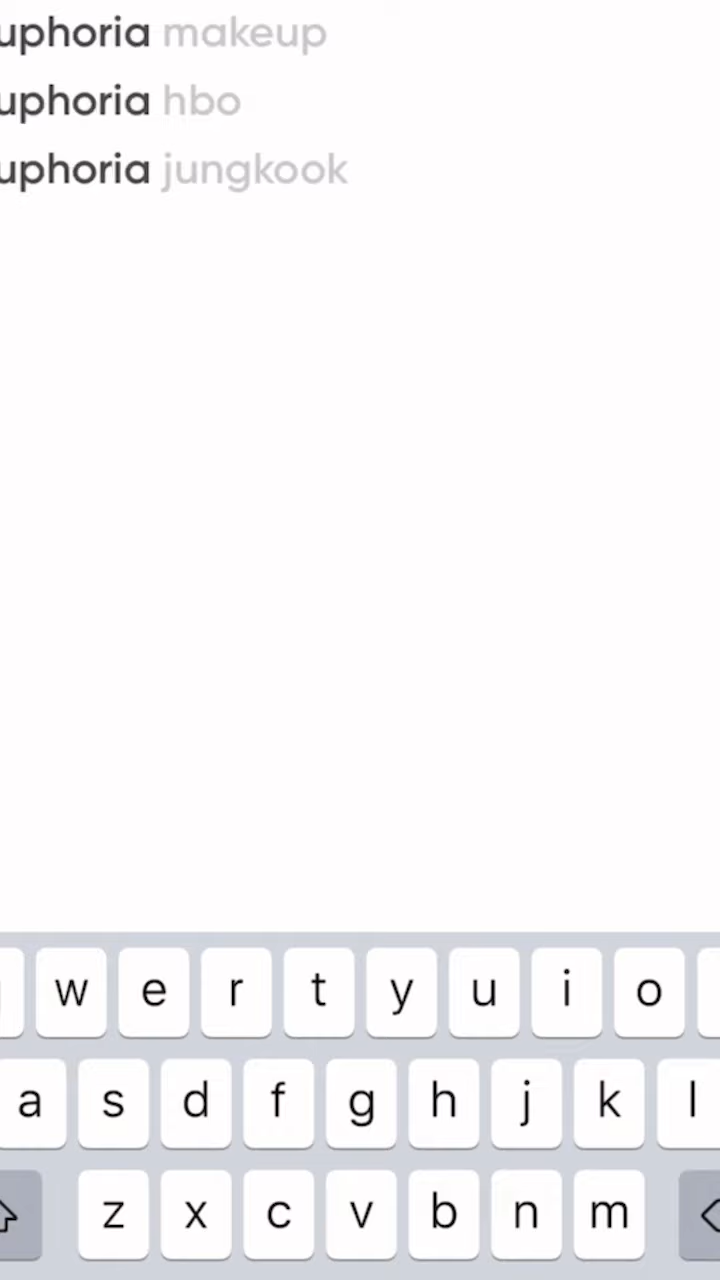 uphoria makeup
uphoria hbo
uphoria jungkook
w e r t y u i o
a s d f g h j k l
z x c v b n m